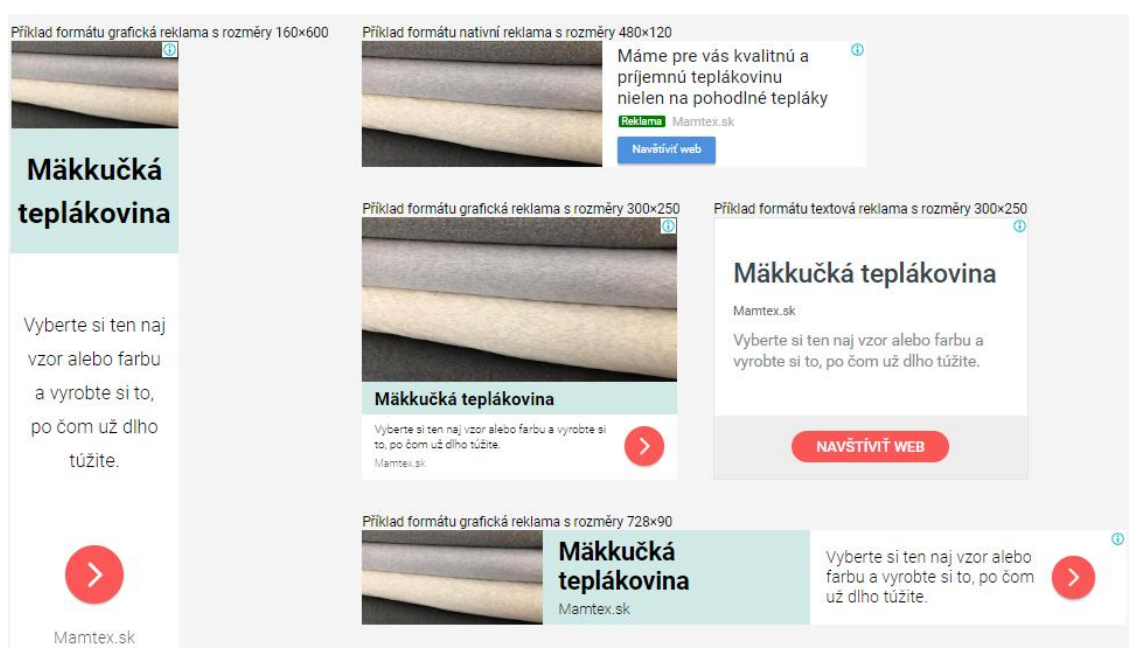 Příklad formátu grafická reklama s rozměry 160×600
Mäkkučká
teplákovina
Vyberte si ten naj
vzor alebo farbu
a vyrobte si to,
po čom už dlho
túžite.
Mamtex.sk
Příklad formátu nativní reklama s rozměry 480×120
Máme pre vás kvalitnú a
príjemnú teplákovinu
nielen na pohodlné tepláky
Reklama Mamtex.sk
Navštíviť web
Příklad formátu grafická reklama s rozměry 300×250
Mäkkučká teplákovina
Vyberte si ten naj vzor alebo farbu a vyrobte si
to, po čom už dlho túžite.
Mamtex.sk
Příklad formátu textová reklama s rozměry 300×250
Mäkkučká teplákovina
Mamtex.sk
Vyberte si ten naj vzor alebo farbu a
vyrobte si to, po čom už dlho túžite.
NAVŠTÍVIŤ WEB
Příklad formátu grafická reklama s rozměry 728×90
Mäkkučká
teplákovina
Mamtex.sk
Vyberte si ten naj vzor alebo
farbu a vyrobte si to, po čom
už dlho túžite.